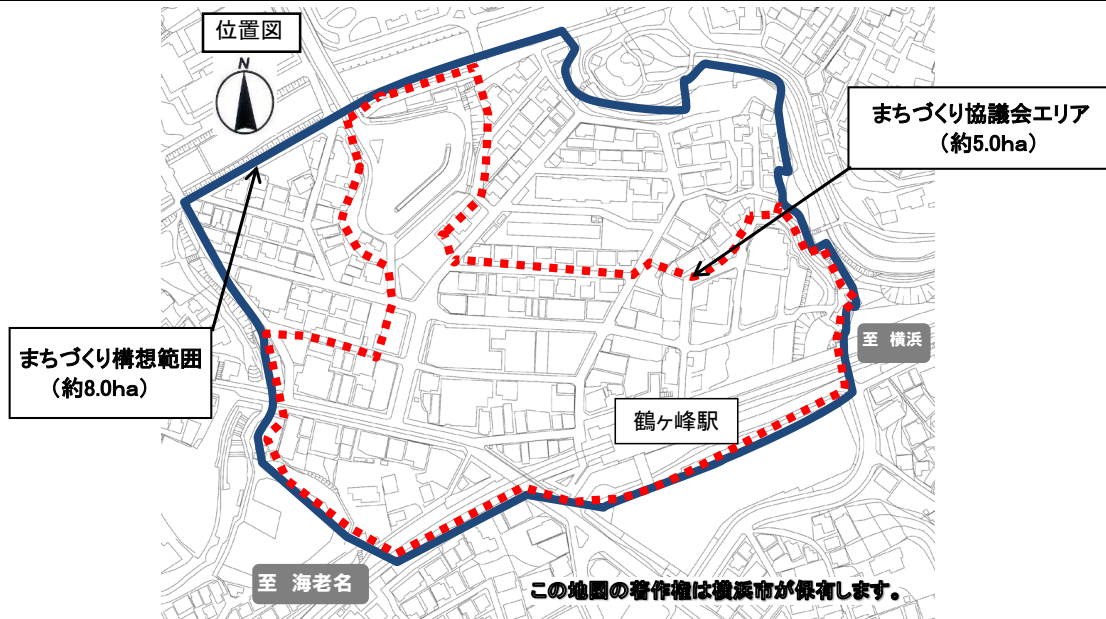 位置図
N
まちづくり協議会エリア
（約5.0ha）
至 横浜
まちづくり構想範囲
（約8.0ha）
鶴ヶ峰駅
至 海老名
この地図の著作権は横浜市が保有します。